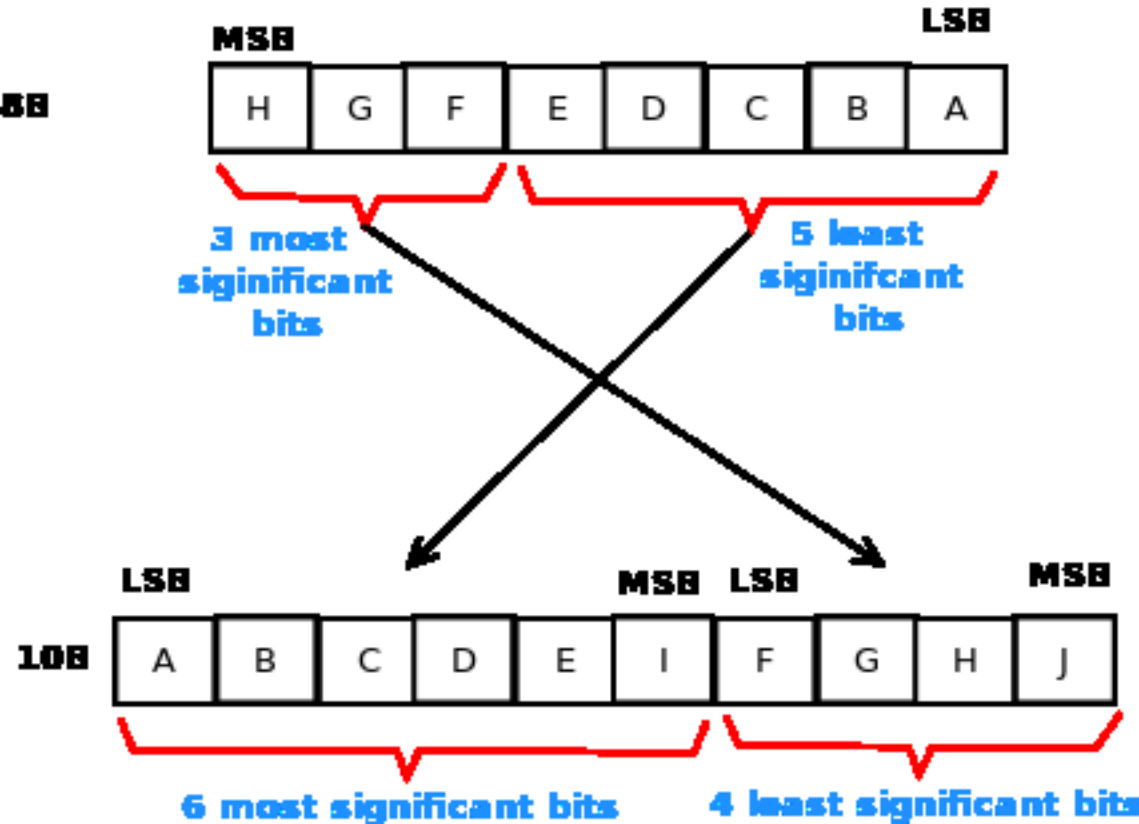 MSB
LSB
8B
H G F E D C B A
3 most
siginificant
bits
5 least
siginifcant
bits
LSB
MSB
LSB
MSB
10B
A B C D E I F G H J
6 most significant bits
4 least significant bits